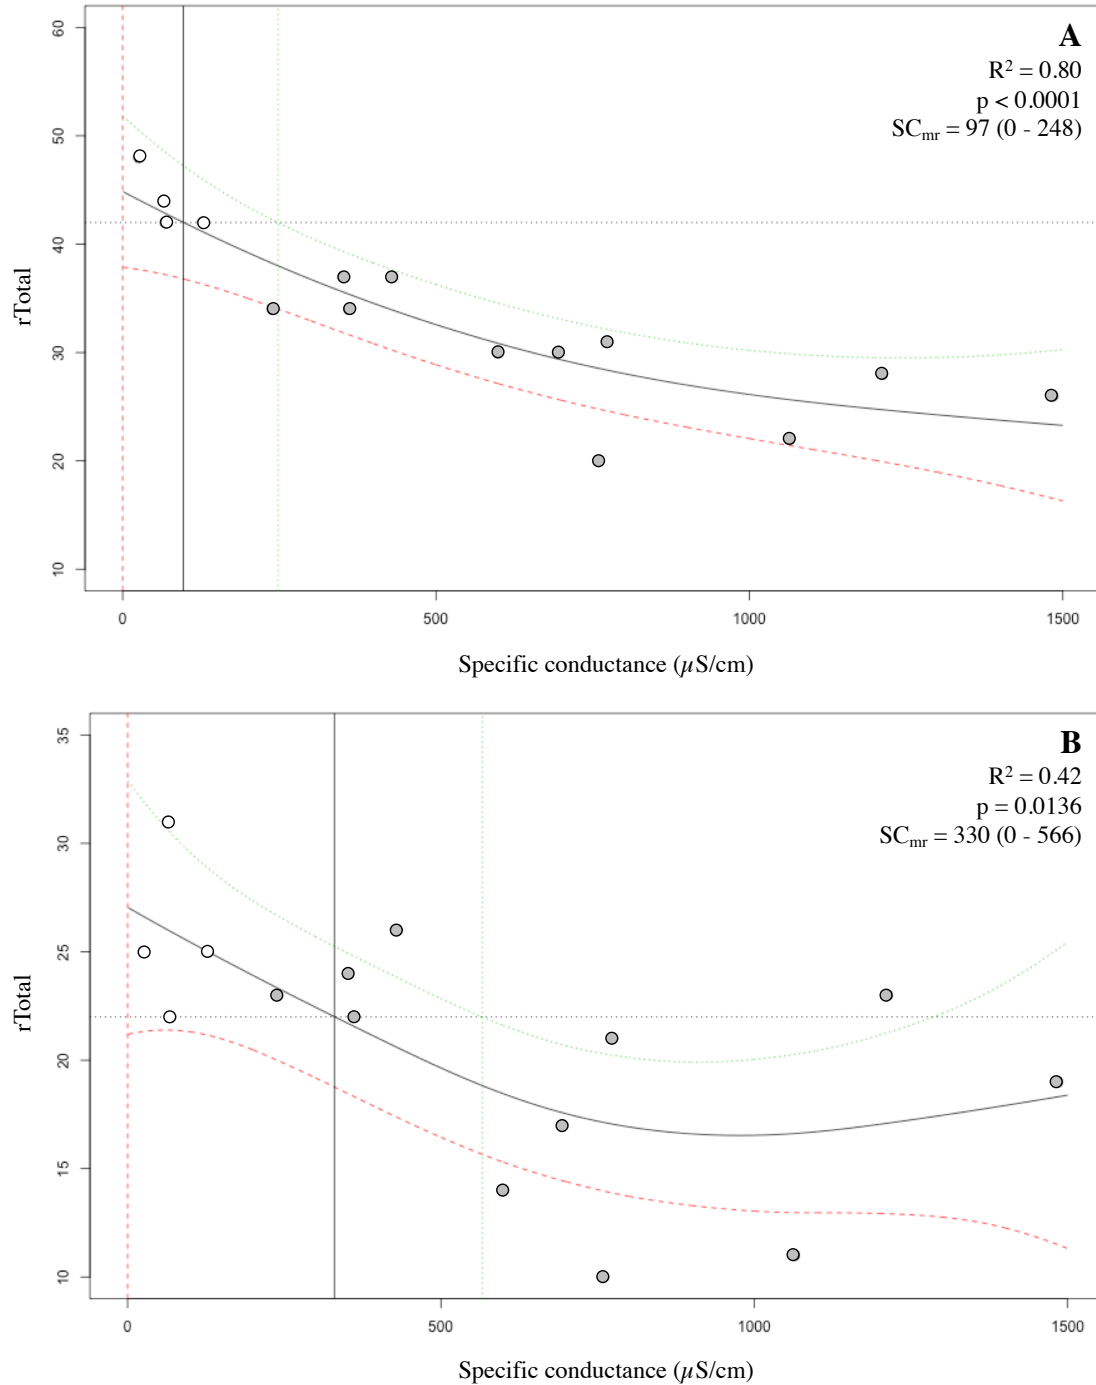 A
R² = 0.80
p < 0.0001
SCmr = 97 (0 - 248)
60
50
40
30
20
10
rTotal
0 500 1000 1500
Specific conductance (µS/cm)
B
R² = 0.42
p = 0.0136
SCmr = 330 (0 - 566)
35
30
25
20
15
10
rTotal
0 500 1000 1500
Specific conductance (µS/cm)